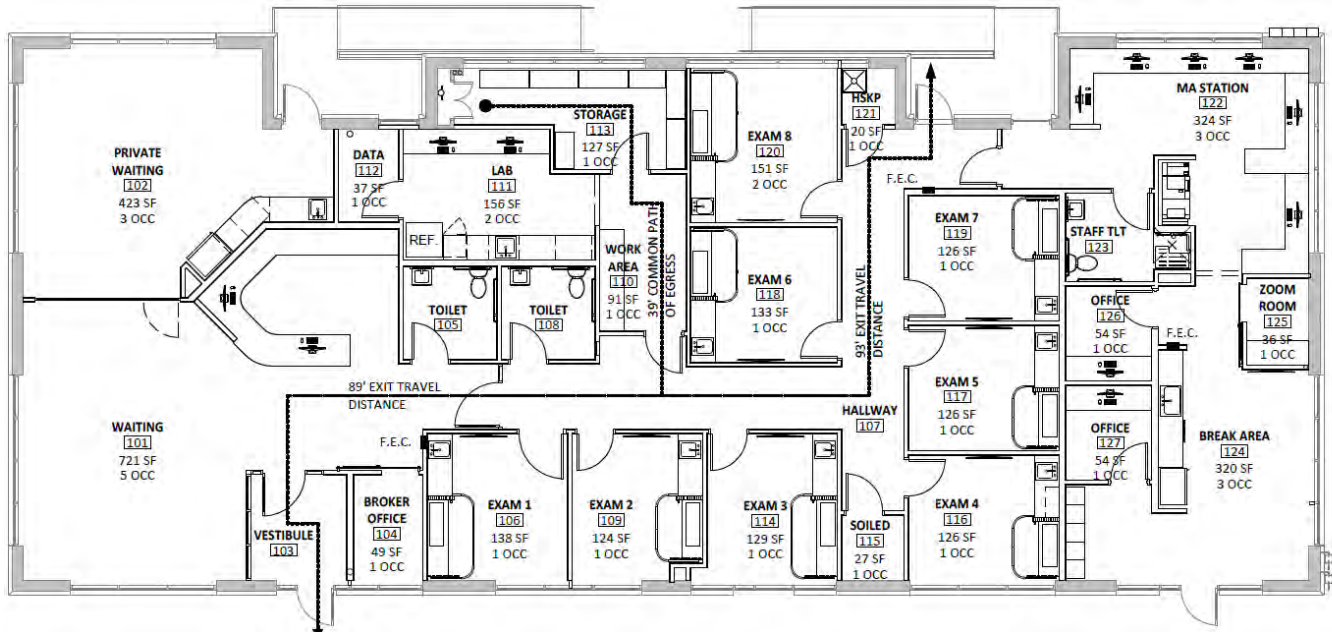 PRIVATE
WAITING
102
423 SF
3 OCC
DATA
112
37 SF
1 OCC
LAB
111
156 SF
2 OCC
REF.
STORAGE
113
127 SF
1 OCC
WORK
AREA
110
91 SF
1 OCC
39' COMMON PATH
OF EGRESS
EXAM 8
120
151 SF
2 OCC
HSKP
121
20 SF
1 OCC
EXAM 6
118
133 SF
1 OCC
93' EXIT TRAVEL
DISTANCE
F.E.C.
EXAM 7
119
126 SF
1 OCC
MA STATION
122
324 SF
3 OCC
STAFF TLT
123
OFFICE
126
54 SF
1 OCC
F.E.C.
ZOOM
ROOM
125
36 SF
1 OCC
TOILET
105
TOILET
108
89' EXIT TRAVEL
DISTANCE
WAITING
101
721 SF
5 OCC
F.E.C.
VESTIBULE
103
BROKER
OFFICE
104
49 SF
1 OCC
EXAM 1
106
138 SF
1 OCC
EXAM 2
109
124 SF
1 OCC
EXAM 3
114
129 SF
1 OCC
HALLWAY
107
SOILED
115
27 SF
1 OCC
EXAM 5
117
126 SF
1 OCC
EXAM 4
116
126 SF
1 OCC
OFFICE
127
54 SF
1 OCC
BREAK AREA
124
320 SF
3 OCC